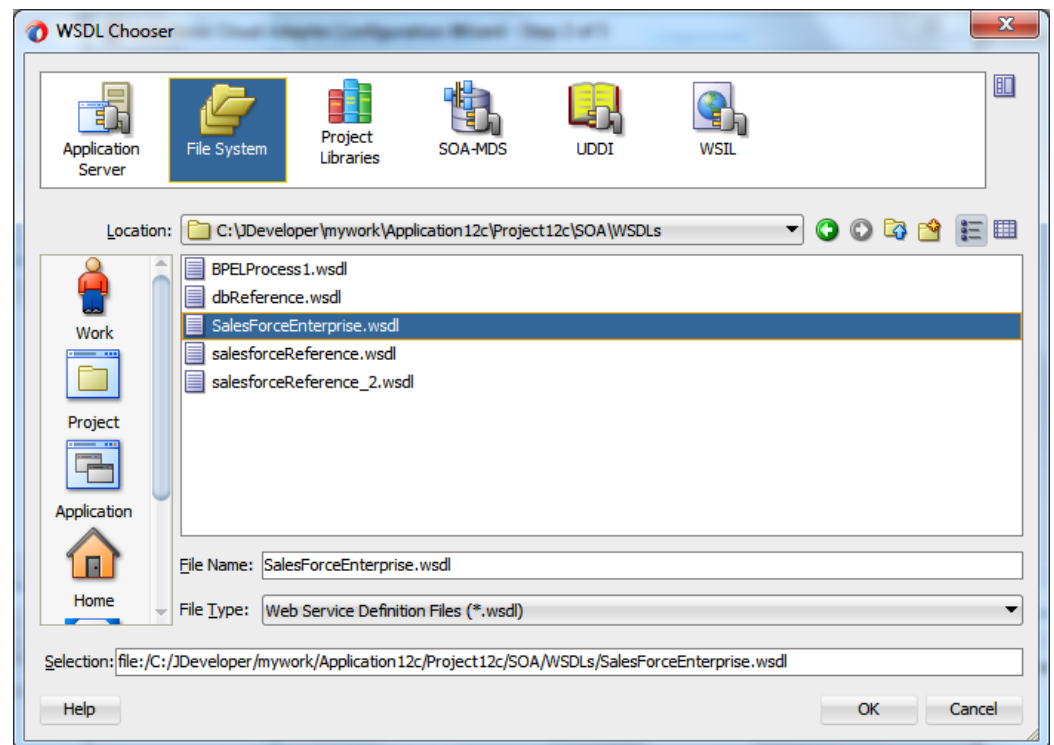 WSDL Chooser
Application
Server
File System
Project
Libraries
SOA-MDS
UDDI
WSIL
Location: C:\JDeveloper\mywork\Application12c\Project12c\SOA\WSDLs
Work
Project
Application
Home
BPELProcess1.wsdl
dbReference.wsdl
SalesForceEnterprise.wsdl
salesforceReference.wsdl
salesforceReference_2.wsdl
File Name: SalesForceEnterprise.wsdl
File Type: Web Service Definition Files (*.wsdl)
Selection: file:/C:/JDeveloper/mywork/Application12c/Project12c/SOA/WSDLs/SalesForceEnterprise.wsdl
Help
OK
Cancel